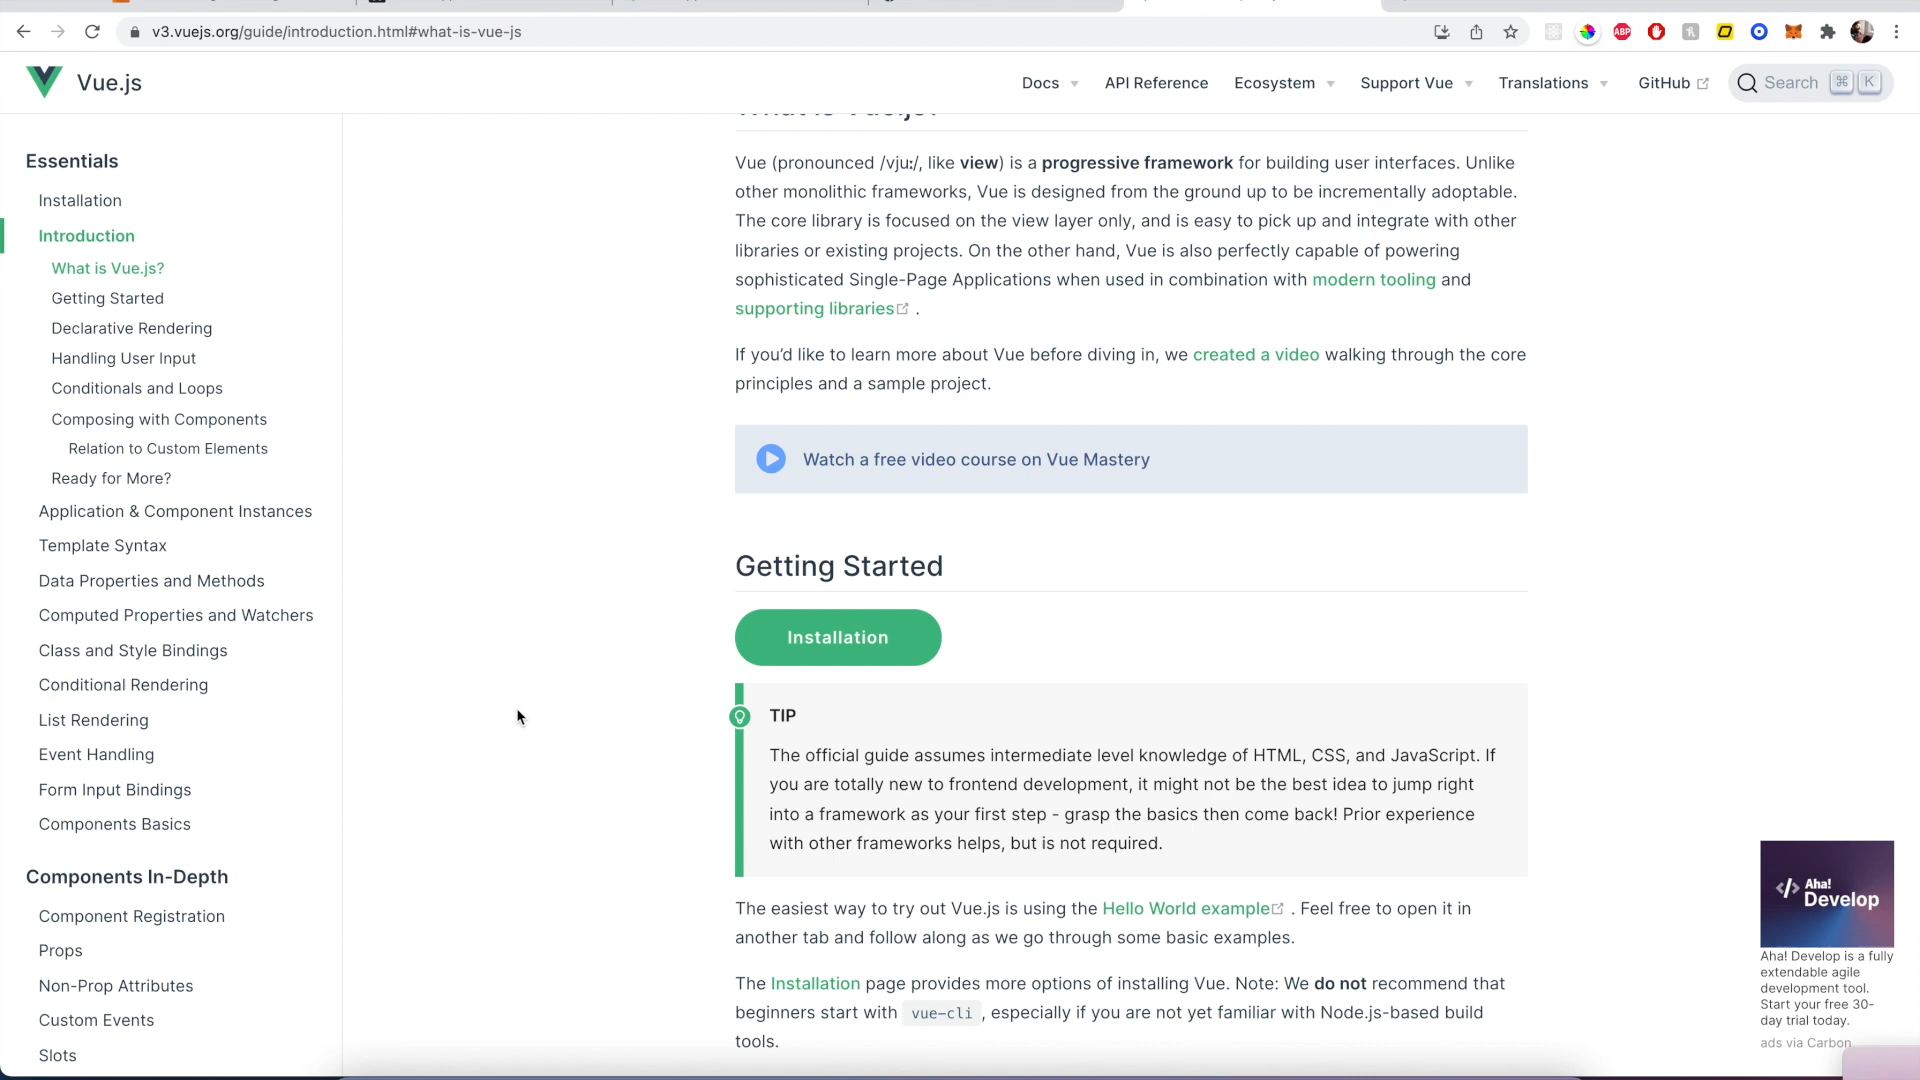 v3.vuejs.org/guide/introduction.html#what-is-vue-js
ABP
Vue.js
Docs
API Reference
Ecosystem
Support Vue
Translations
GitHub
Search ⌘ K
Essentials
Installation
Introduction
What is Vue.js?
Getting Started
Declarative Rendering
Handling User Input
Conditionals and Loops
Composing with Components
Relation to Custom Elements
Ready for More?
Application & Component Instances
Template Syntax
Data Properties and Methods
Computed Properties and Watchers
Class and Style Bindings
Conditional Rendering
List Rendering
Event Handling
Form Input Bindings
Components Basics
Components In-Depth
Component Registration
Props
Non-Prop Attributes
Custom Events
Slots
What is Vue.js?
Vue (pronounced /vjuː/, like view) is a progressive framework for building user interfaces. Unlike
other monolithic frameworks, Vue is designed from the ground up to be incrementally adoptable.
The core library is focused on the view layer only, and is easy to pick up and integrate with other
libraries or existing projects. On the other hand, Vue is also perfectly capable of powering
sophisticated Single-Page Applications when used in combination with modern tooling and
supporting libraries .
If you’d like to learn more about Vue before diving in, we created a video walking through the core
principles and a sample project.
Watch a free video course on Vue Mastery
Getting Started
Installation
TIP
The official guide assumes intermediate level knowledge of HTML, CSS, and JavaScript. If
you are totally new to frontend development, it might not be the best idea to jump right
into a framework as your first step - grasp the basics then come back! Prior experience
with other frameworks helps, but is not required.
The easiest way to try out Vue.js is using the Hello World example . Feel free to open it in
another tab and follow along as we go through some basic examples.
The Installation page provides more options of installing Vue. Note: We do not recommend that
beginners start with vue-cli , especially if you are not yet familiar with Node.js-based build
tools.
</> Aha!
Develop
Aha! Develop is a fully
extendable agile
development tool.
Start your free 30-
day trial today.
ads via Carbon